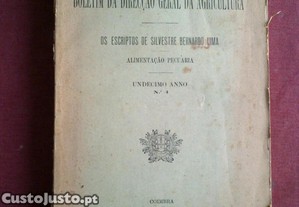 BOLETIM DA DIRECÇÃO GERAL DA AGRICULTURA
OS ESCRIPTOS DE SILVESTRE BERNARDO LIMA
ALIMENTAÇÃO PECUARIA
UNDECIMO ANNO
N.º 4
COIMBRA
CustoJusto.pt